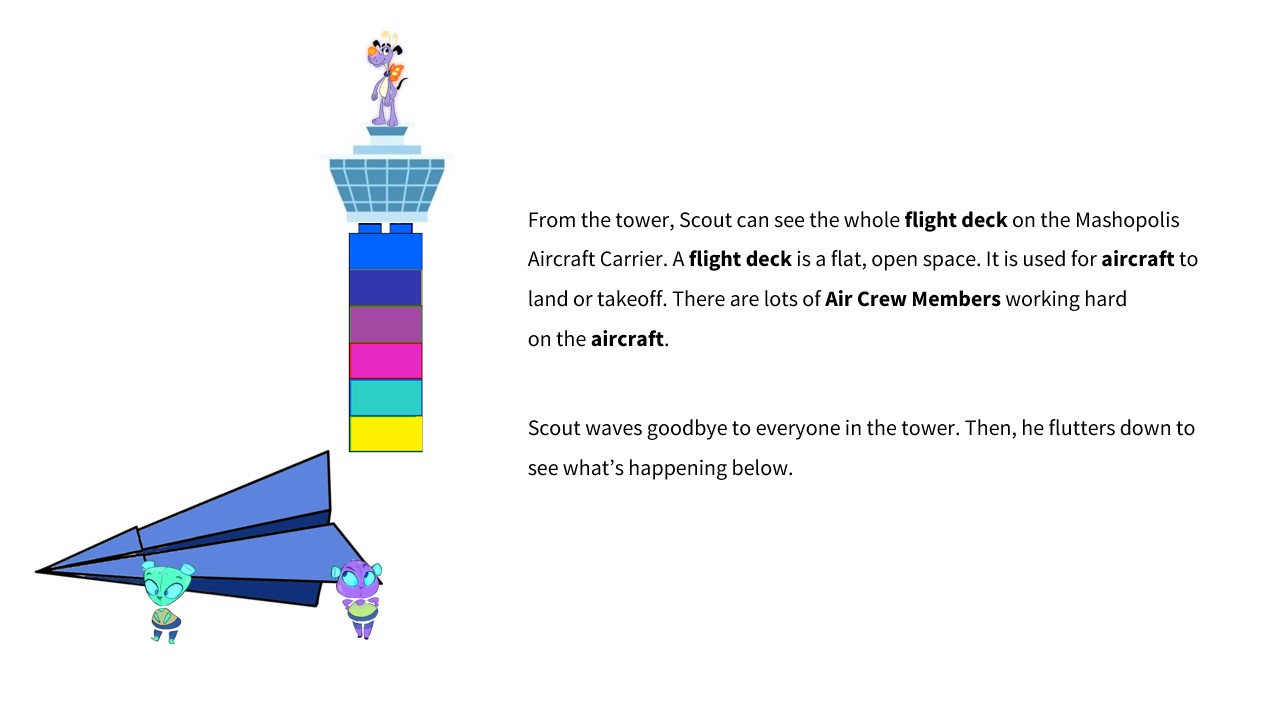 From the tower, Scout can see the whole flight deck on the Mashopolis
Aircraft Carrier. A flight deck is a flat, open space. It is used for aircraft to
land or takeoff. There are lots of Air Crew Members working hard
on the aircraft.
Scout waves goodbye to everyone in the tower. Then, he flutters down to
see what’s happening below.